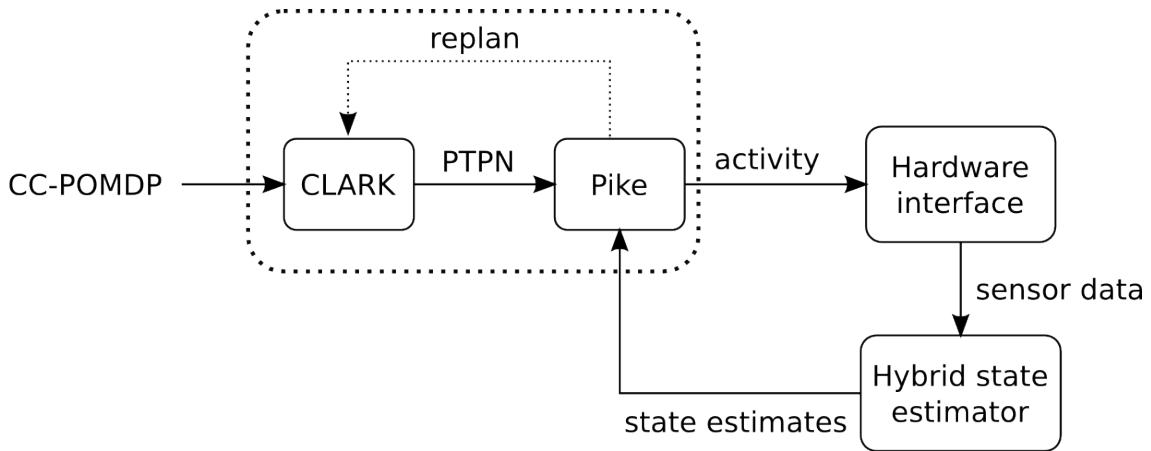 replan
CC-POMDP
CLARK
PTPN
Pike
activity
Hardware
interface
sensor data
Hybrid state
estimator
state estimates